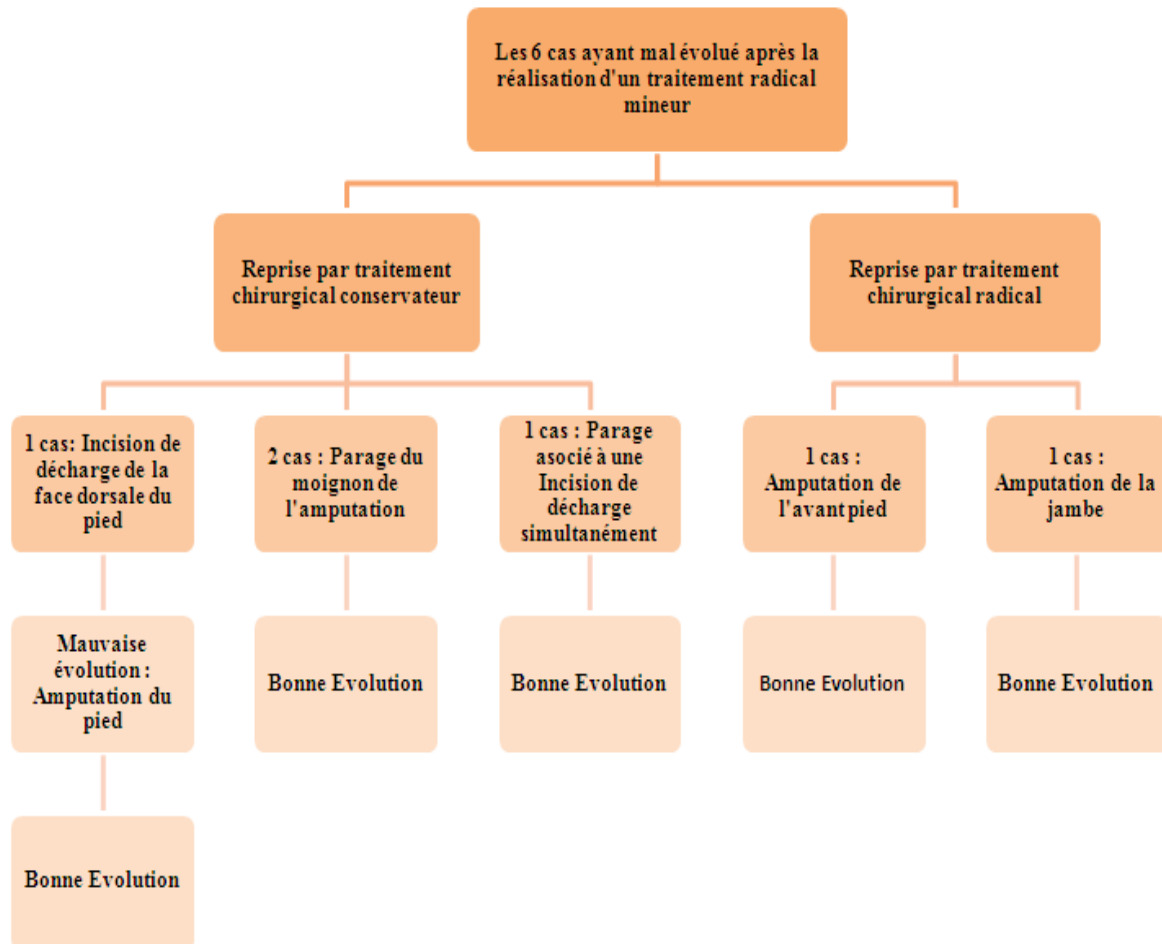 Les 6 cas ayant mal évolué après la
réalisation d'un traitement radical
mineur
Reprise par traitement
chirurgical conservateur
Reprise par traitement
chirurgical radical
1 cas: Incision de
décharge de la
face dorsale du
pied
2 cas : Parage du
moignon de
l'amputation
1 cas : Parage
asocié à une
Incision de
décharge
simultanément
1 cas :
Amputation de
l'avant pied
1 cas :
Amputation de la
jambe
Mauvaise
évolution :
Amputation du
pied
Bonne Evolution
Bonne Evolution
Bonne Evolution
Bonne Evolution
Bonne Evolution